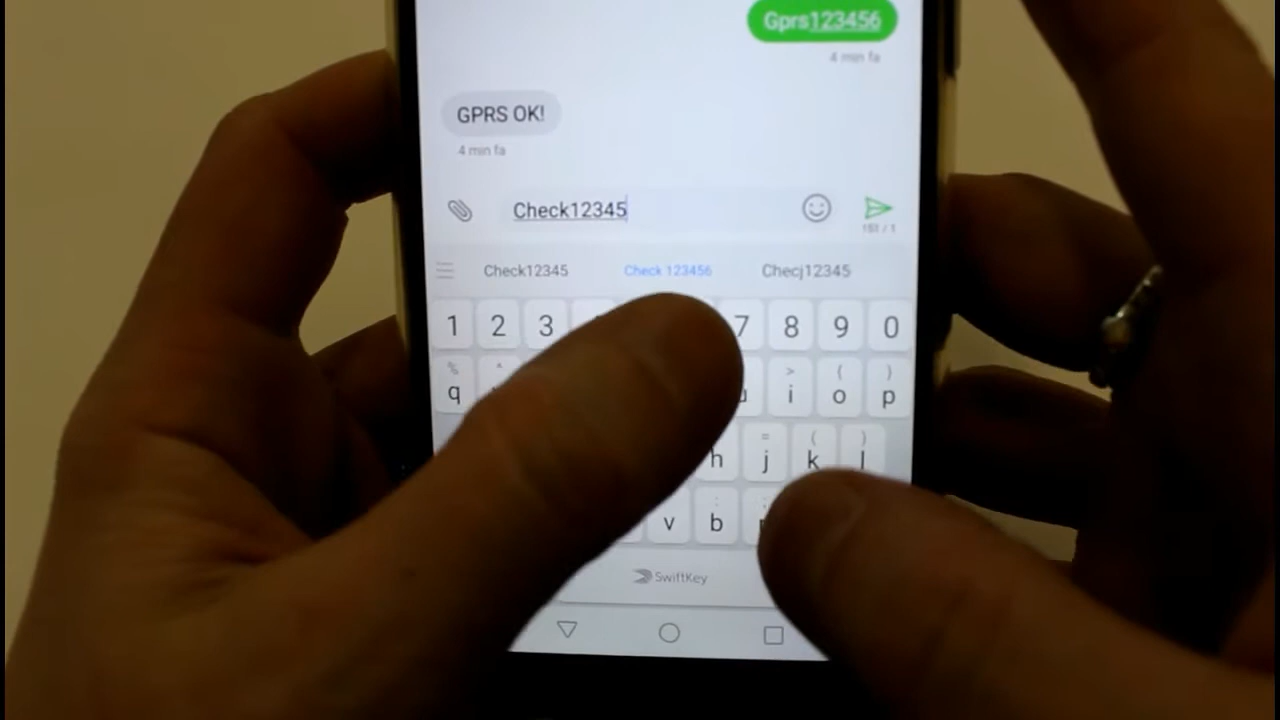 Gprs123456
4 min fa
GPRS OK!
4 min fa
Check12345
Check12345 Check 123456 Checj12345
1 2 3 7 8 9 0
% ^ > ( )
q i o p
= ( )
h j k l
v b
SwiftKey